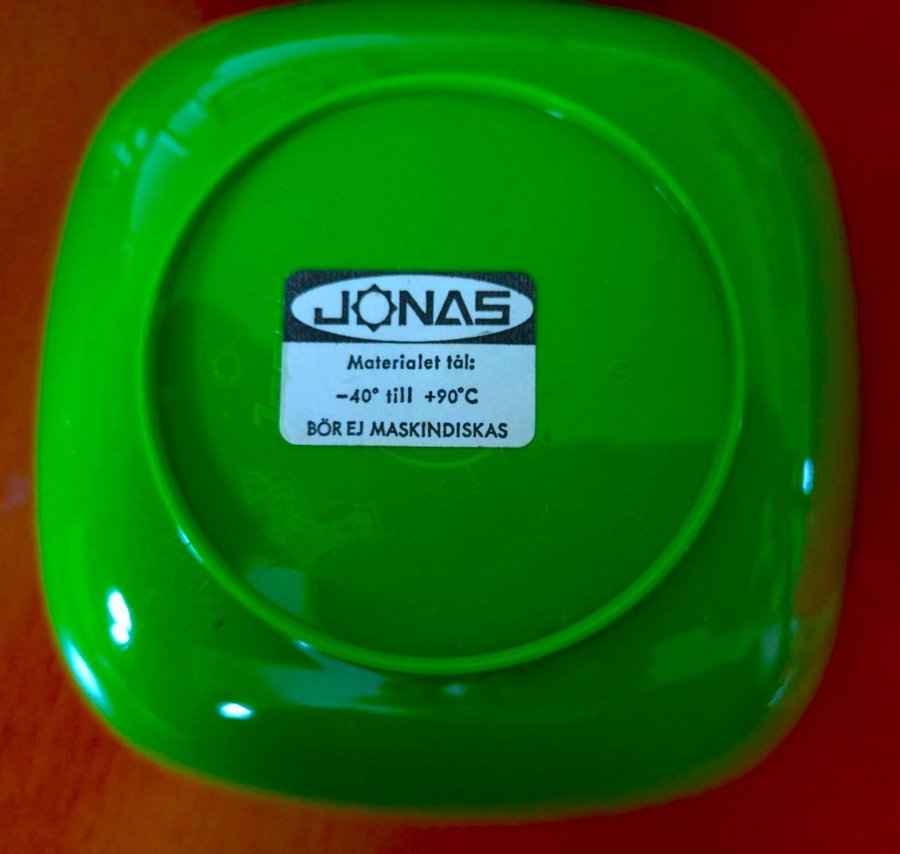 JONAS
Materialet tål:
-40° till +90°C
BÖR EJ MASKINDISKAS